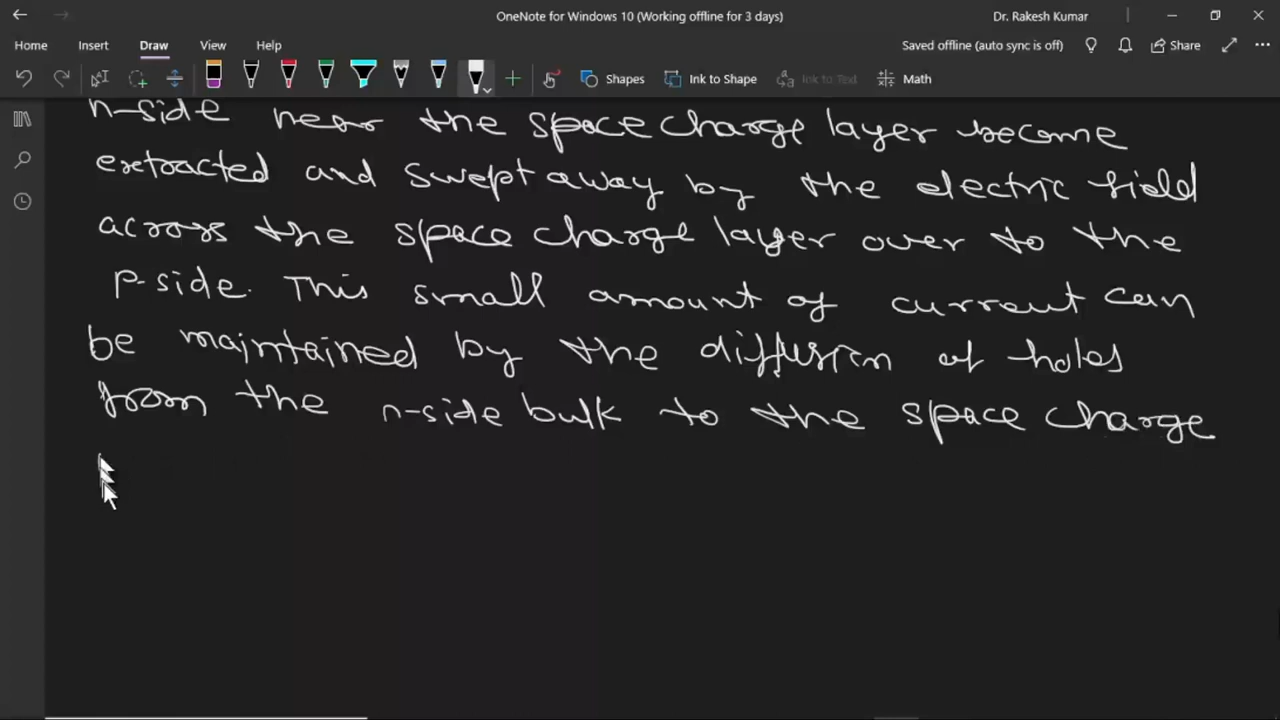 OneNote for Windows 10 (Working offline for 3 days)
Dr. Rakesh Kumar
Home Insert Draw View Help
Saved offline (auto sync is off)
Share
Shapes
Ink to Shape
Ink to Text
Math
n-side near the space charge layer become
extracted and swept away by the electric field
across the space charge layer over to the
p-side. This small amount of current can
be maintained by the diffusion of holes
from the n-side bulk to the space charge